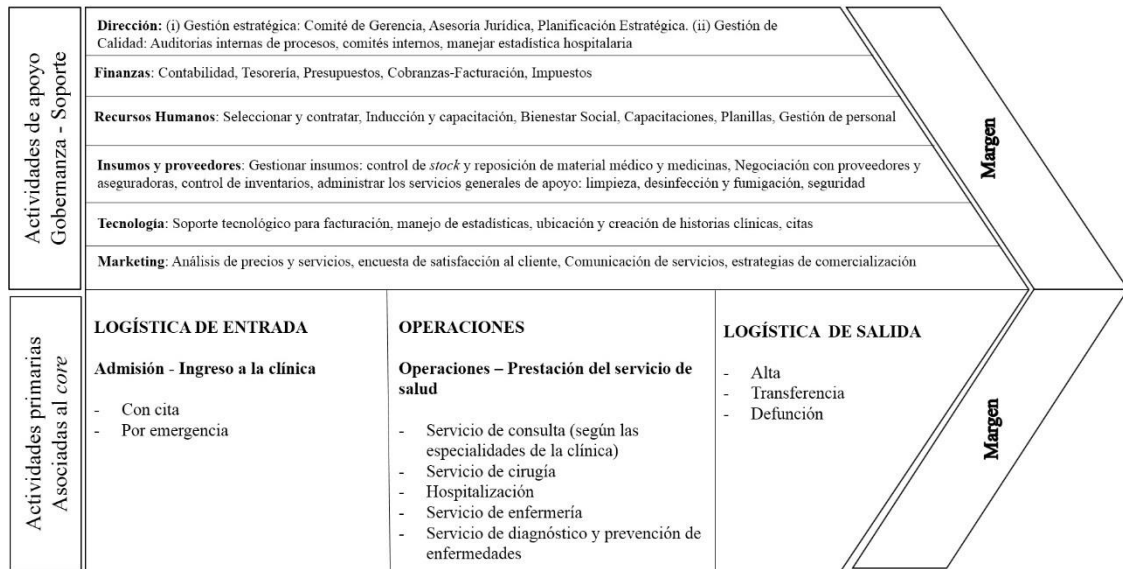 Actividades de apoyo
Gobernanza - Soporte
Dirección: (i) Gestión estratégica: Comité de Gerencia, Asesoría Jurídica, Planificación Estratégica. (ii) Gestión de
Calidad: Auditorias internas de procesos, comités internos, manejar estadística hospitalaria
Finanzas: Contabilidad, Tesorería, Presupuestos, Cobranzas-Facturación, Impuestos
Recursos Humanos: Seleccionar y contratar, Inducción y capacitación, Bienestar Social, Capacitaciones, Planillas, Gestión de personal
Insumos y proveedores: Gestionar insumos: control de stock y reposición de material médico y medicinas, Negociación con proveedores y
aseguradoras, control de inventarios, administrar los servicios generales de apoyo: limpieza, desinfección y fumigación, seguridad
Tecnología: Soporte tecnológico para facturación, manejo de estadísticas, ubicación y creación de historias clínicas, citas
Marketing: Análisis de precios y servicios, encuesta de satisfacción al cliente, Comunicación de servicios, estrategias de comercialización
Margen
Actividades primarias
Asociadas al core
LOGÍSTICA DE ENTRADA
Admisión - Ingreso a la clínica
- Con cita
- Por emergencia
OPERACIONES
Operaciones – Prestación del servicio de
salud
- Servicio de consulta (según las
especialidades de la clínica)
- Servicio de cirugía
- Hospitalización
- Servicio de enfermería
- Servicio de diagnóstico y prevención de
enfermedades
LOGÍSTICA DE SALIDA
- Alta
- Transferencia
- Defunción
Margen